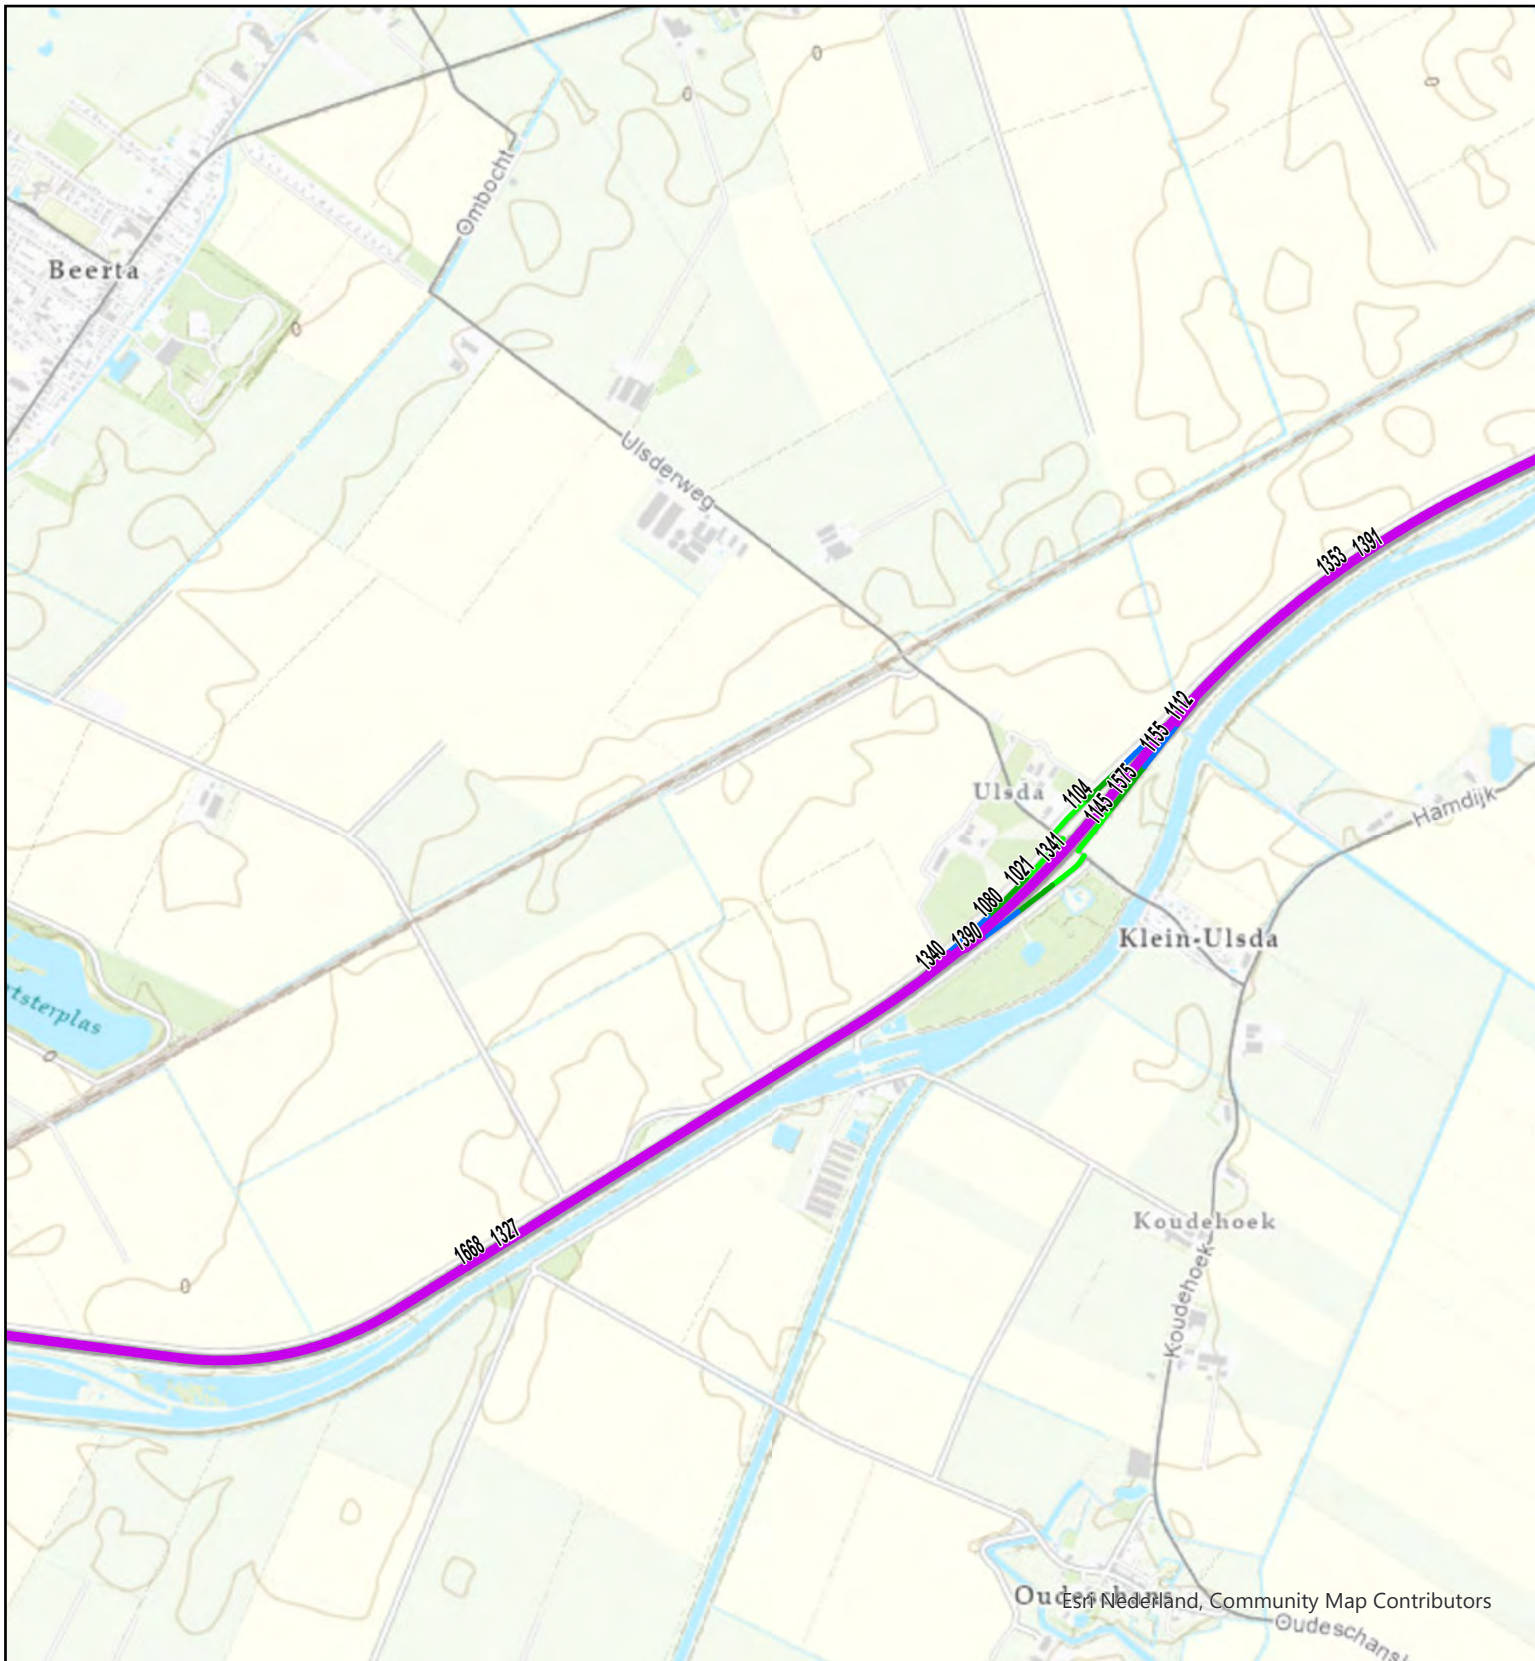 0
0
0
Ombocht
Beerta
0
Ulsderweg
1353
1391
1112
1155
1575
1104
Ulsda
1145
Hamdijk
1341
1021
1080
1390
1340
Klein-Ulsda
tsterplas
0
Koudehoek
1668
1327
0
Koudehoek
Esri Nederland, Community Map Contributors